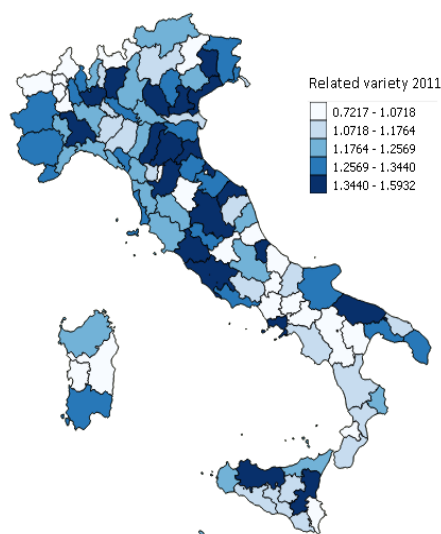 Related variety 2011
0.7217 - 1.0718
1.0718 - 1.1764
1.1764 - 1.2569
1.2569 - 1.3440
1.3440 - 1.5932